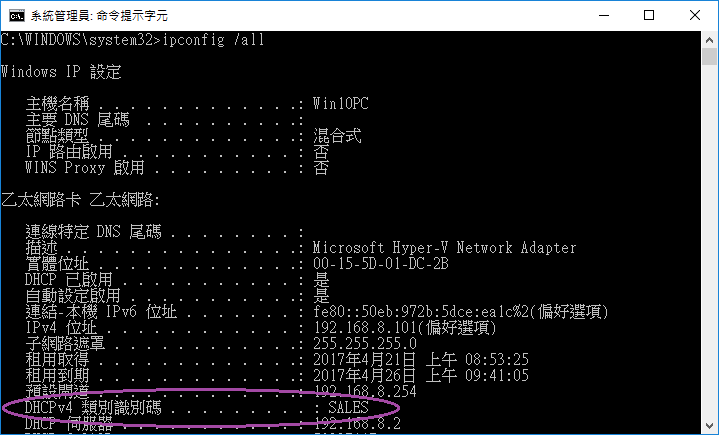 系統管理員: 命令提示字元
C:\WINDOWS\system32>ipconfig /all
Windows IP 設定
主機名稱 . . . . . . . . . . . . .: Win10PC
主要 DNS 尾碼  . . . . . . . . . .:
節點類型 . . . . . . . . . . . . .: 混合式
IP 路由啟用 . . . . . . . . . . . : 否
WINS Proxy 啟用 . . . . . . . . . : 否
乙太網路卡 乙太網路:
連線特定 DNS 尾碼 . . . . . . . . :
描述 . . . . . . . . . . . . . . .: Microsoft Hyper-V Network Adapter
實體位址 . . . . . . . . . . . . .: 00-15-5D-01-DC-2B
DHCP 已啟用 . . . . . . . . . . . : 是
自動設定啟用 . . . . . . . . . . .: 是
連結-本機 IPv6 位址 . . . . . . . : fe80::50eb:972b:5dce:ea1c%2(偏好選項)
IPv4 位址 . . . . . . . . . . . . : 192.168.8.101(偏好選項)
子網路遮罩 . . . . . . . . . . . .: 255.255.255.0
租用取得 . . . . . . . . . . . . .: 2017年4月21日 上午 08:53:25
租用到期 . . . . . . . . . . . . .: 2017年4月26日 上午 09:41:05
預設閘道 . . . . . . . . . . . . .: 192.168.8.254
DHCPv4 類別識別碼 . . . . . . . . . : SALES
DHCP 伺服器 . . . . . . . . . . . : 192.168.8.2